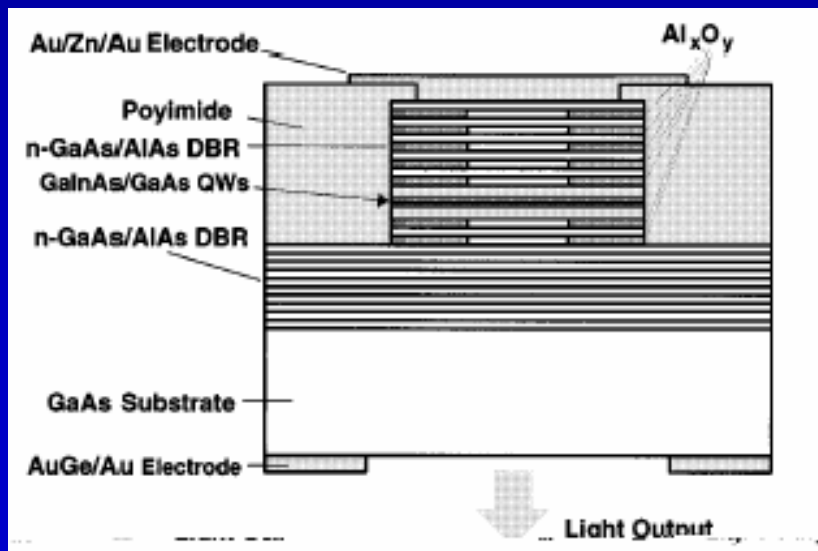 Au/Zn/Au Electrode
AlxOy
Poyimide
n-GaAs/AlAs DBR
GaInAs/GaAs QWs
n-GaAs/AlAs DBR
GaAs Substrate
AuGe/Au Electrode
Light Output